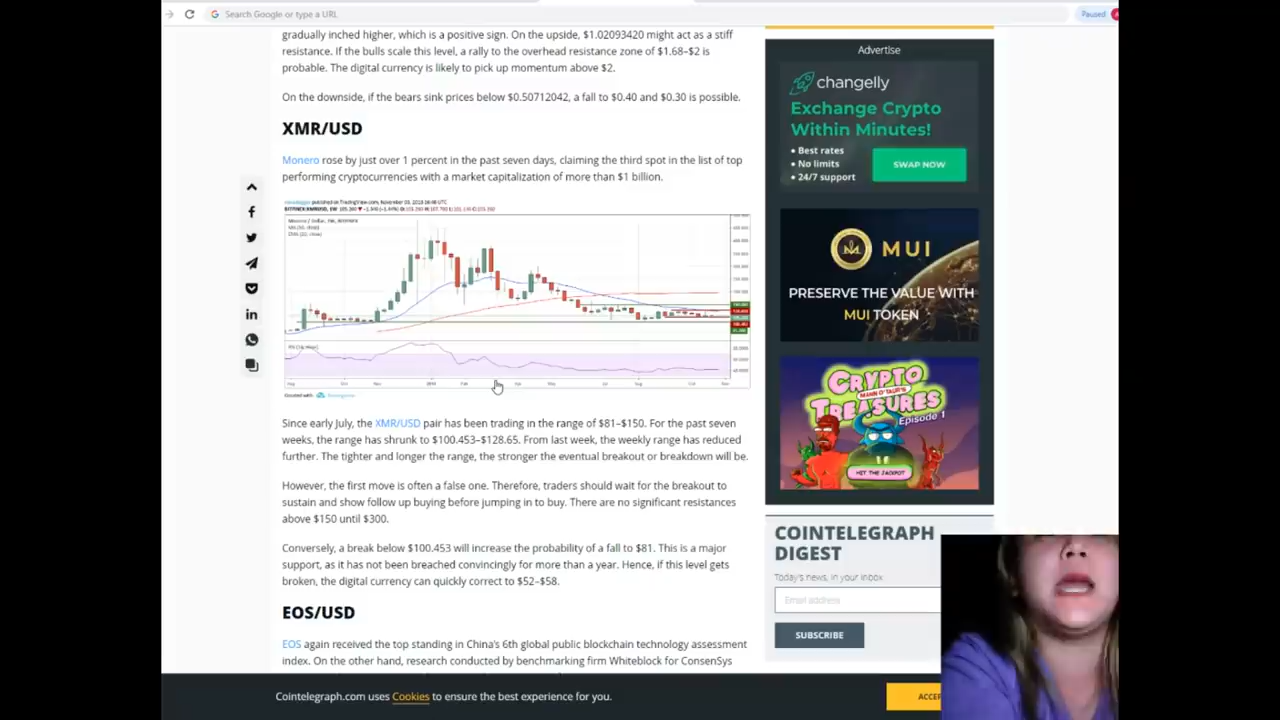 Search Google or type a URL
Paused
gradually inched higher, which is a positive sign. On the upside, $1.02093420 might act as a stiff
resistance. If the bulls scale this level, a rally to the overhead resistance zone of $1.68–$2 is
probable. The digital currency is likely to pick up momentum above $2.
On the downside, if the bears sink prices below $0.50712042, a fall to $0.40 and $0.30 is possible.
XMR/USD
Monero rose by just over 1 percent in the past seven days, claiming the third spot in the list of top
performing cryptocurrencies with a market capitalization of more than $1 billion.
Since early July, the XMR/USD pair has been trading in the range of $81–$150. For the past seven
weeks, the range has shrunk to $100.453–$128.65. From last week, the weekly range has reduced
further. The tighter and longer the range, the stronger the eventual breakout or breakdown will be.
However, the first move is often a false one. Therefore, traders should wait for the breakout to
sustain and show follow up buying before jumping in to buy. There are no significant resistances
above $150 until $300.
Conversely, a break below $100.453 will increase the probability of a fall to $81. This is a major
support, as it has not been breached convincingly for more than a year. Hence, if this level gets
broken, the digital currency can quickly correct to $52–$58.
EOS/USD
EOS again received the top standing in China's 6th global public blockchain technology assessment
index. On the other hand, research conducted by benchmarking firm Whiteblock for ConsenSys
Advertise
changelly
Exchange Crypto
Within Minutes!
• Best rates
• No limits
• 24/7 support
SWAP NOW
MUI
PRESERVE THE VALUE WITH
MUI TOKEN
CRYPTO
MANN O'TAUR'S
TREASURES
Episode 1
HIT THE JACKPOT
COINTELEGRAPH
DIGEST
Today's news, in your inbox
Email address
SUBSCRIBE
Cointelegraph.com uses Cookies to ensure the best experience for you.
ACCE